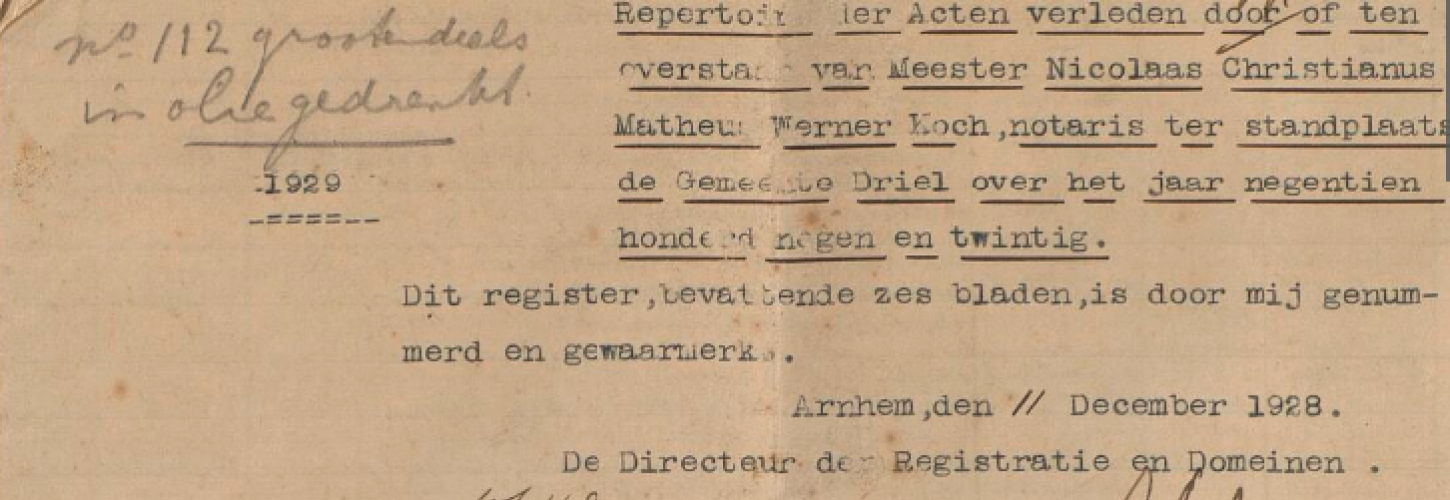 Repertoire der Acten verleden door of ten
overstaan van Meester Nicolaas Christianus
Matheus Werner Koch,notaris ter standplaats
de Gemeente Driel over het jaar negentien
honderd negen en twintig.
nº 112 grootendeels
in olie gedrenkt.
1929
Dit register,bevattende zes bladen,is door mij genum-
merd en gewaarmerkt.
Arnhem,den 11 December 1928.
De Directeur der Registratie en Domeinen .